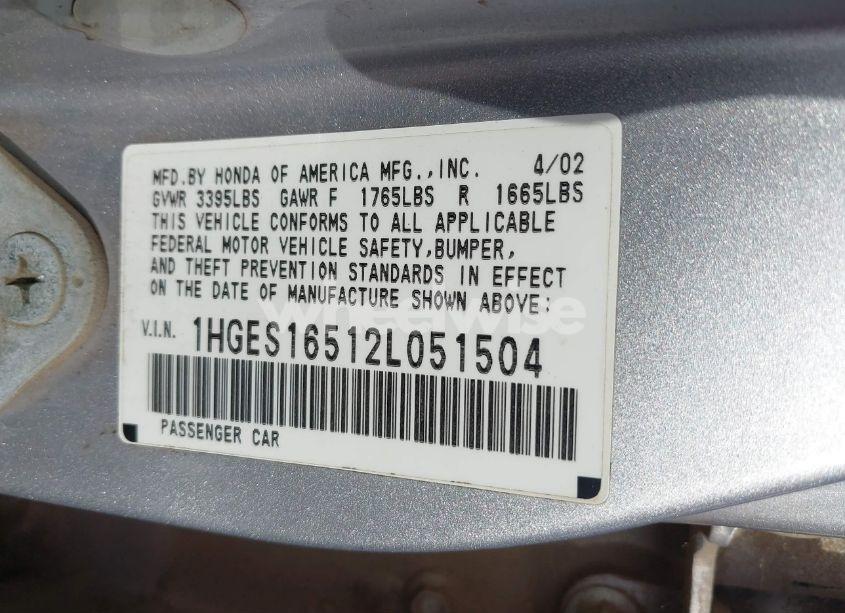 MFD.BY HONDA OF AMERICA MFG.,INC. 4/02
GVWR 3395LBS GAWR F 1765LBS R 1665LBS
THIS VEHICLE CONFORMS TO ALL APPLICABLE
FEDERAL MOTOR VEHICLE SAFETY,BUMPER,
AND THEFT PREVENTION STANDARDS IN EFFECT
ON THE DATE OF MANUFACTURE SHOWN ABOVE:
wheelwise
V.I.N. 1HGES16512L051504
PASSENGER CAR